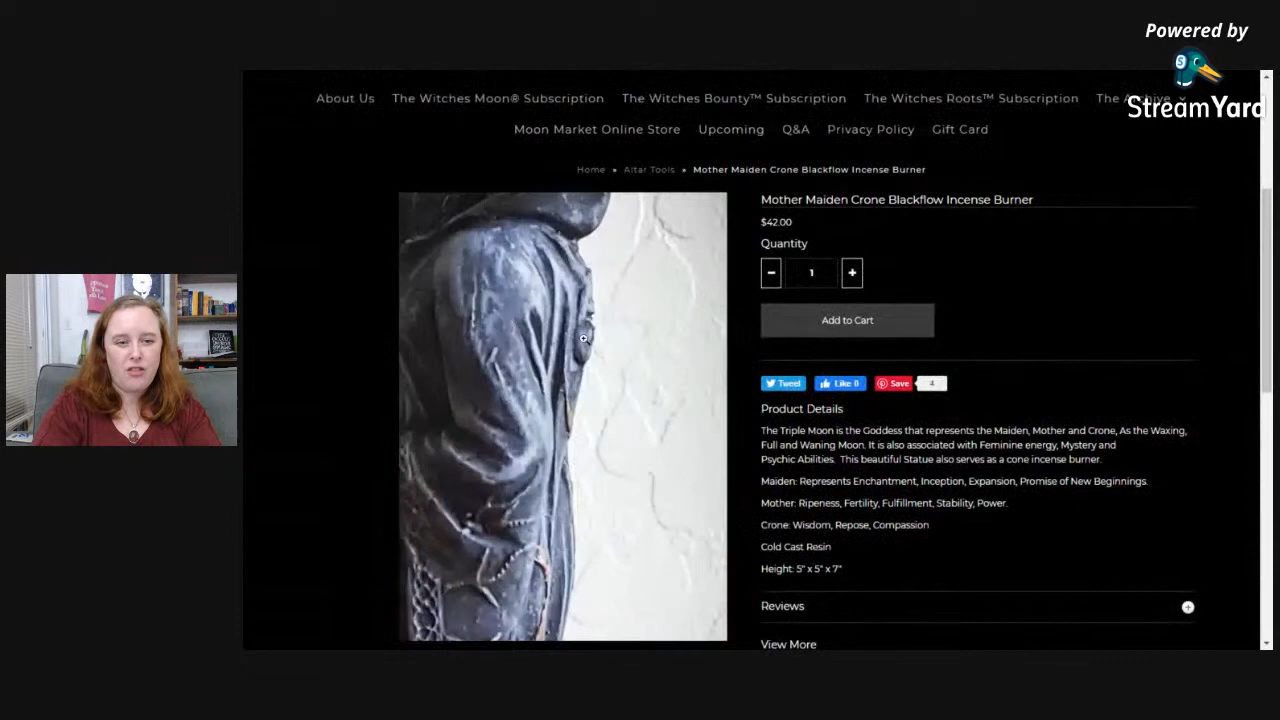 Powered by
StreamYard
About Us The Witches Moon® Subscription The Witches Bounty™ Subscription The Witches Roots™ Subscription The Archive
Moon Market Online Store Upcoming Q&A Privacy Policy Gift Card
Home Altar Tools Mother Maiden Crone Blackflow Incense Burner
Mother Maiden Crone Blackflow Incense Burner
$42.00
Quantity
- 1 +
Add to Cart
Tweet Like 0 Save 4
Product Details
The Triple Moon is the Goddess that represents the Maiden, Mother and Crone, As the Waxing,
Full and Waning Moon. It is also associated with Feminine energy, Mystery and
Psychic Abilities. This beautiful Statue also serves as a cone incense burner.
Maiden: Represents Enchantment, Inception, Expansion, Promise of New Beginnings.
Mother: Ripeness, Fertility, Fulfillment, Stability, Power.
Crone: Wisdom, Repose, Compassion
Cold Cast Resin
Height: 5" x 5" x 7"
Reviews
View More